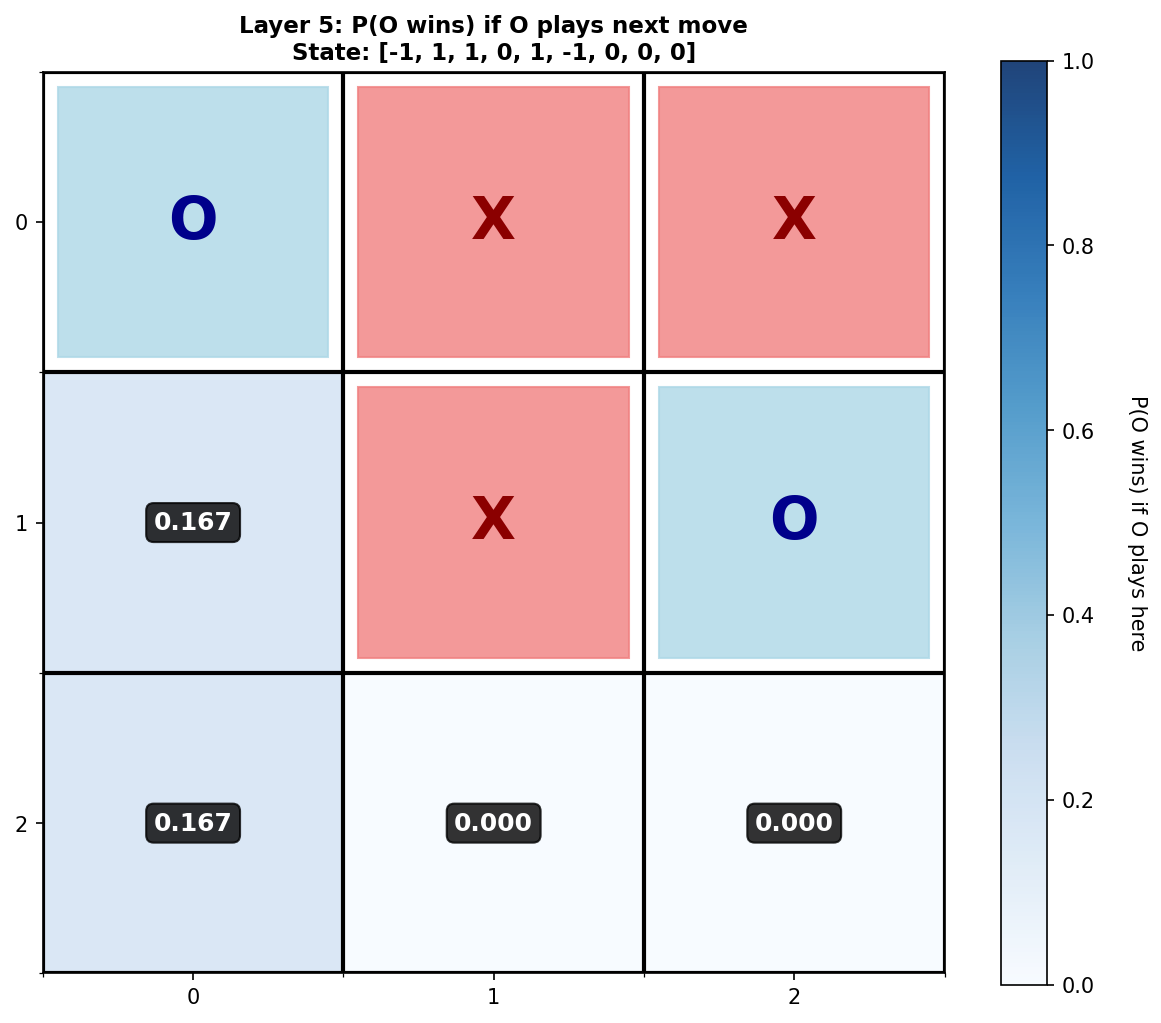 Layer 5: P(O wins) if O plays next move
State: [-1, 1, 1, 0, 1, -1, 0, 0, 0]
1.0
0.8
0.6
0.4
0.2
0.0
P(O wins) if O plays here
0
O
X
X
1
0.167
X
O
2
0.167
0.000
0.000
0
1
2